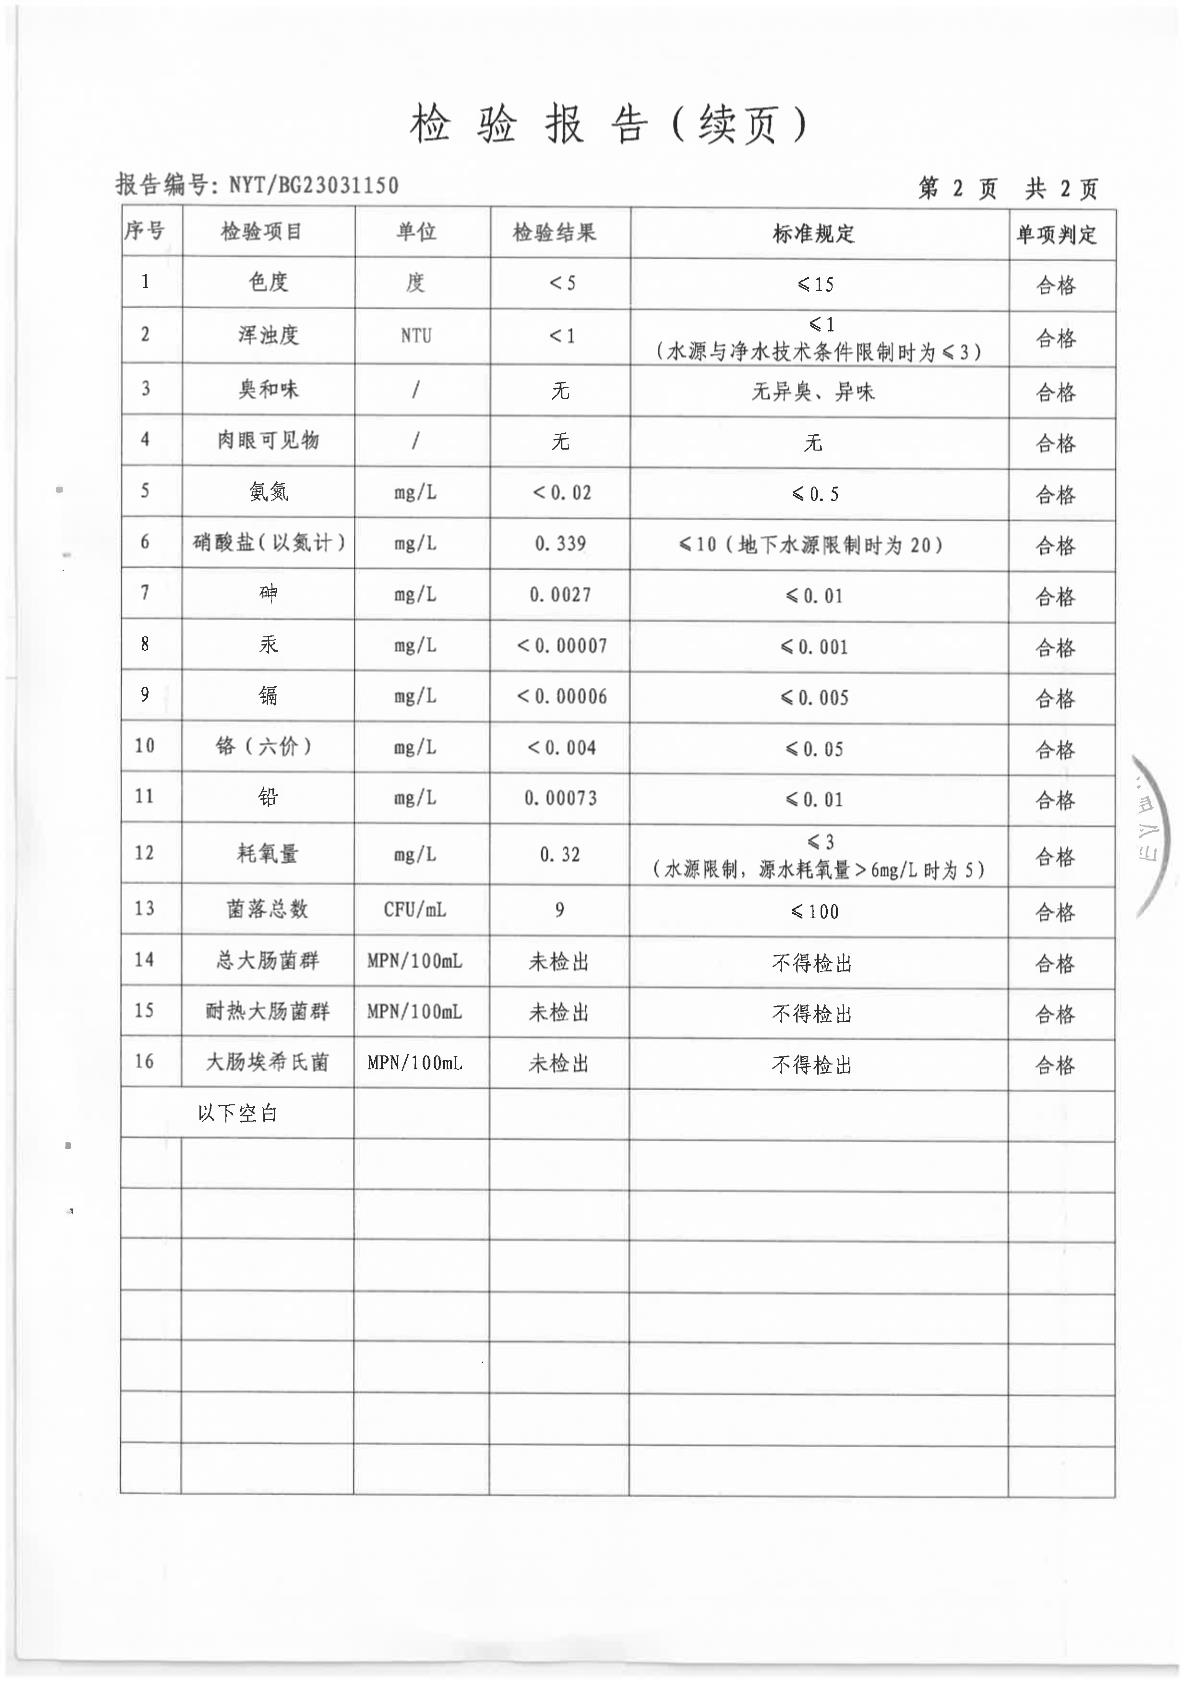 检验报告(续页)
报告编号: NYT/BG23031150 第 2 页 共 2 页
序号 检验项目 单位 检验结果 标准规定 单项判定
1 色度 度 <5 ≤15 合格
2 浑浊度 NTU <1 ≤1 合格
(水源与净水技术条件限制时为≤3)
3 臭和味 / 无 无异臭、异味 合格
4 肉眼可见物 / 无 无 合格
5 氨氮 mg/L <0.02 ≤0.5 合格
6 硝酸盐(以氮计) mg/L 0.339 ≤10(地下水源限制时为20) 合格
7 砷 mg/L 0.0027 ≤0.01 合格
8 汞 mg/L <0.00007 ≤0.001 合格
9 镉 mg/L <0.00006 ≤0.005 合格
10 铬(六价) mg/L <0.004 ≤0.05 合格
11 铅 mg/L 0.00073 ≤0.01 合格
12 耗氧量 mg/L 0.32 ≤3 合格
(水源限制, 源水耗氧量>6mg/L时为5)
13 菌落总数 CFU/mL 9 ≤100 合格
14 总大肠菌群 MPN/100mL 未检出 不得检出 合格
15 耐热大肠菌群 MPN/100mL 未检出 不得检出 合格
16 大肠埃希氏菌 MPN/100mL 未检出 不得检出 合格
以下空白